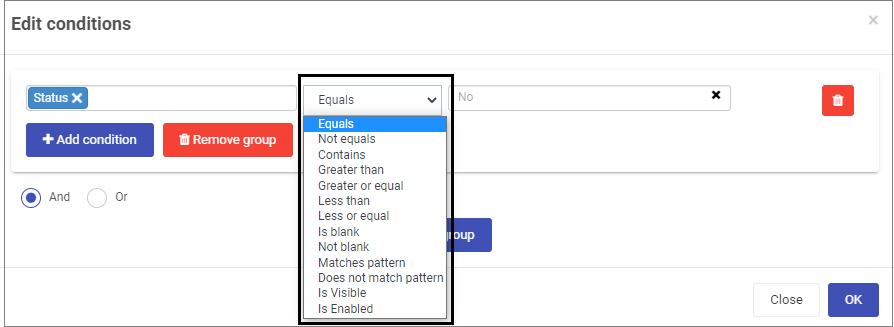 Edit conditions
×
Status ✕ Equals No ✖
Equals
Not equals
Contains
Greater than
Greater or equal
Less than
Less or equal
Is blank
Not blank
Matches pattern
Does not match pattern
Is Visible
Is Enabled
+ Add condition
Remove group
And
Or
roup
Close
OK